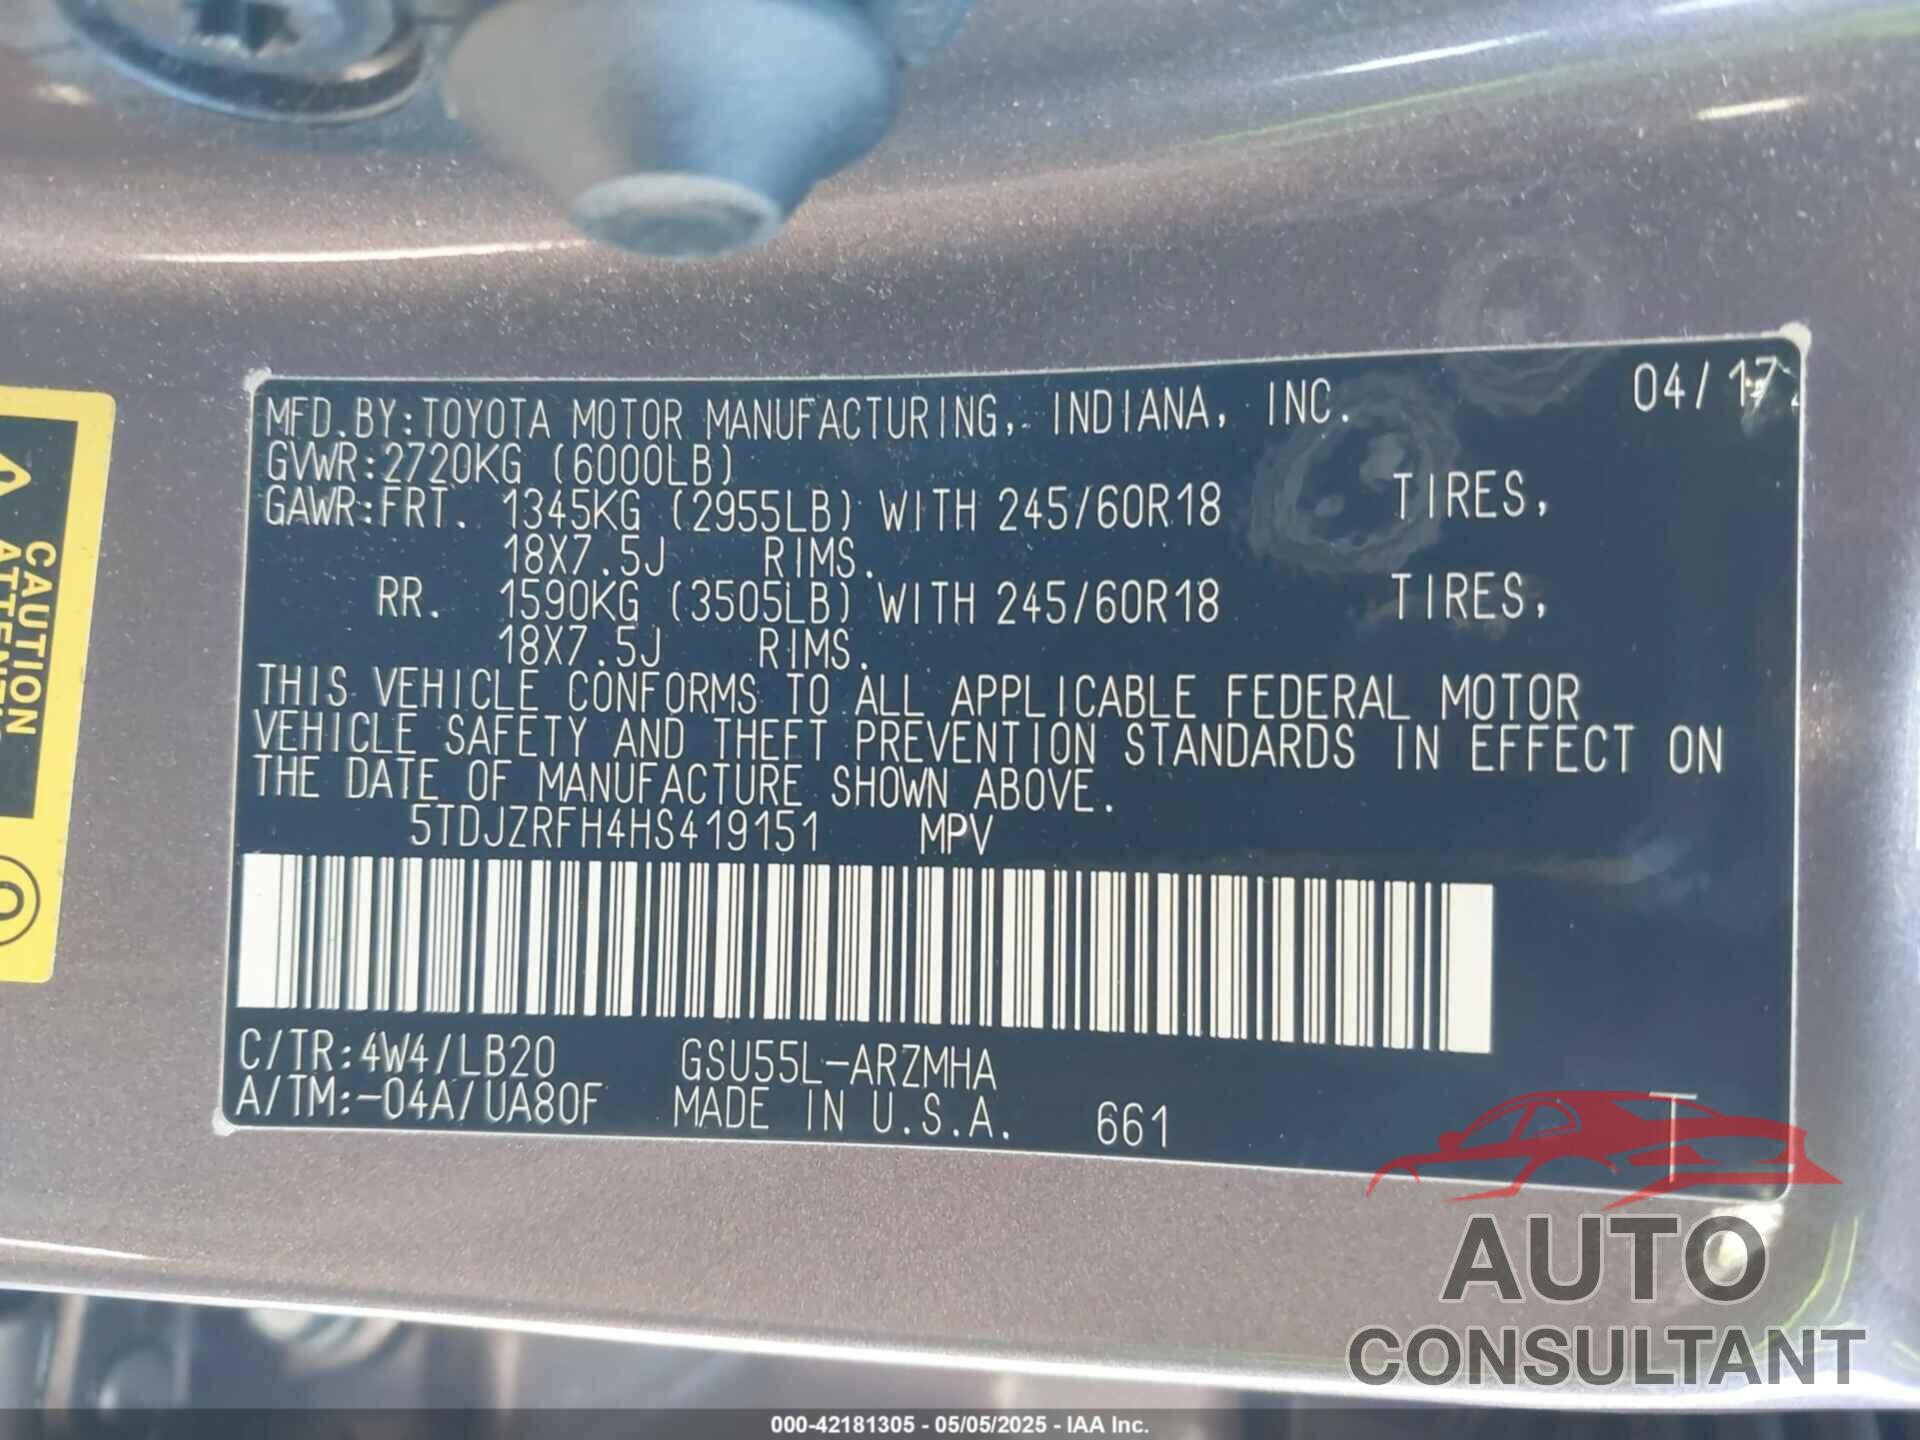 MFD.BY:TOYOTA MOTOR MANUFACTURING, INDIANA, INC. 04/17
GVWR:2720KG (6000LB)
GAWR:FRT. 1345KG (2955LB) WITH 245/60R18 TIRES,
18X7.5J RIMS.
RR. 1590KG (3505LB) WITH 245/60R18 TIRES,
18X7.5J RIMS.
THIS VEHICLE CONFORMS TO ALL APPLICABLE FEDERAL MOTOR
VEHICLE SAFETY AND THEFT PREVENTION STANDARDS IN EFFECT ON
THE DATE OF MANUFACTURE SHOWN ABOVE.
5TDJZRFH4HS419151 MPV
C/TR:4W4/LB20 GSU55L-ARZMHA
A/TM:-04A/UA80F MADE IN U.S.A. 661 T
CAUTION
AUTO
CONSULTANT
000-42181305 - 05/05/2025 - IAA Inc.